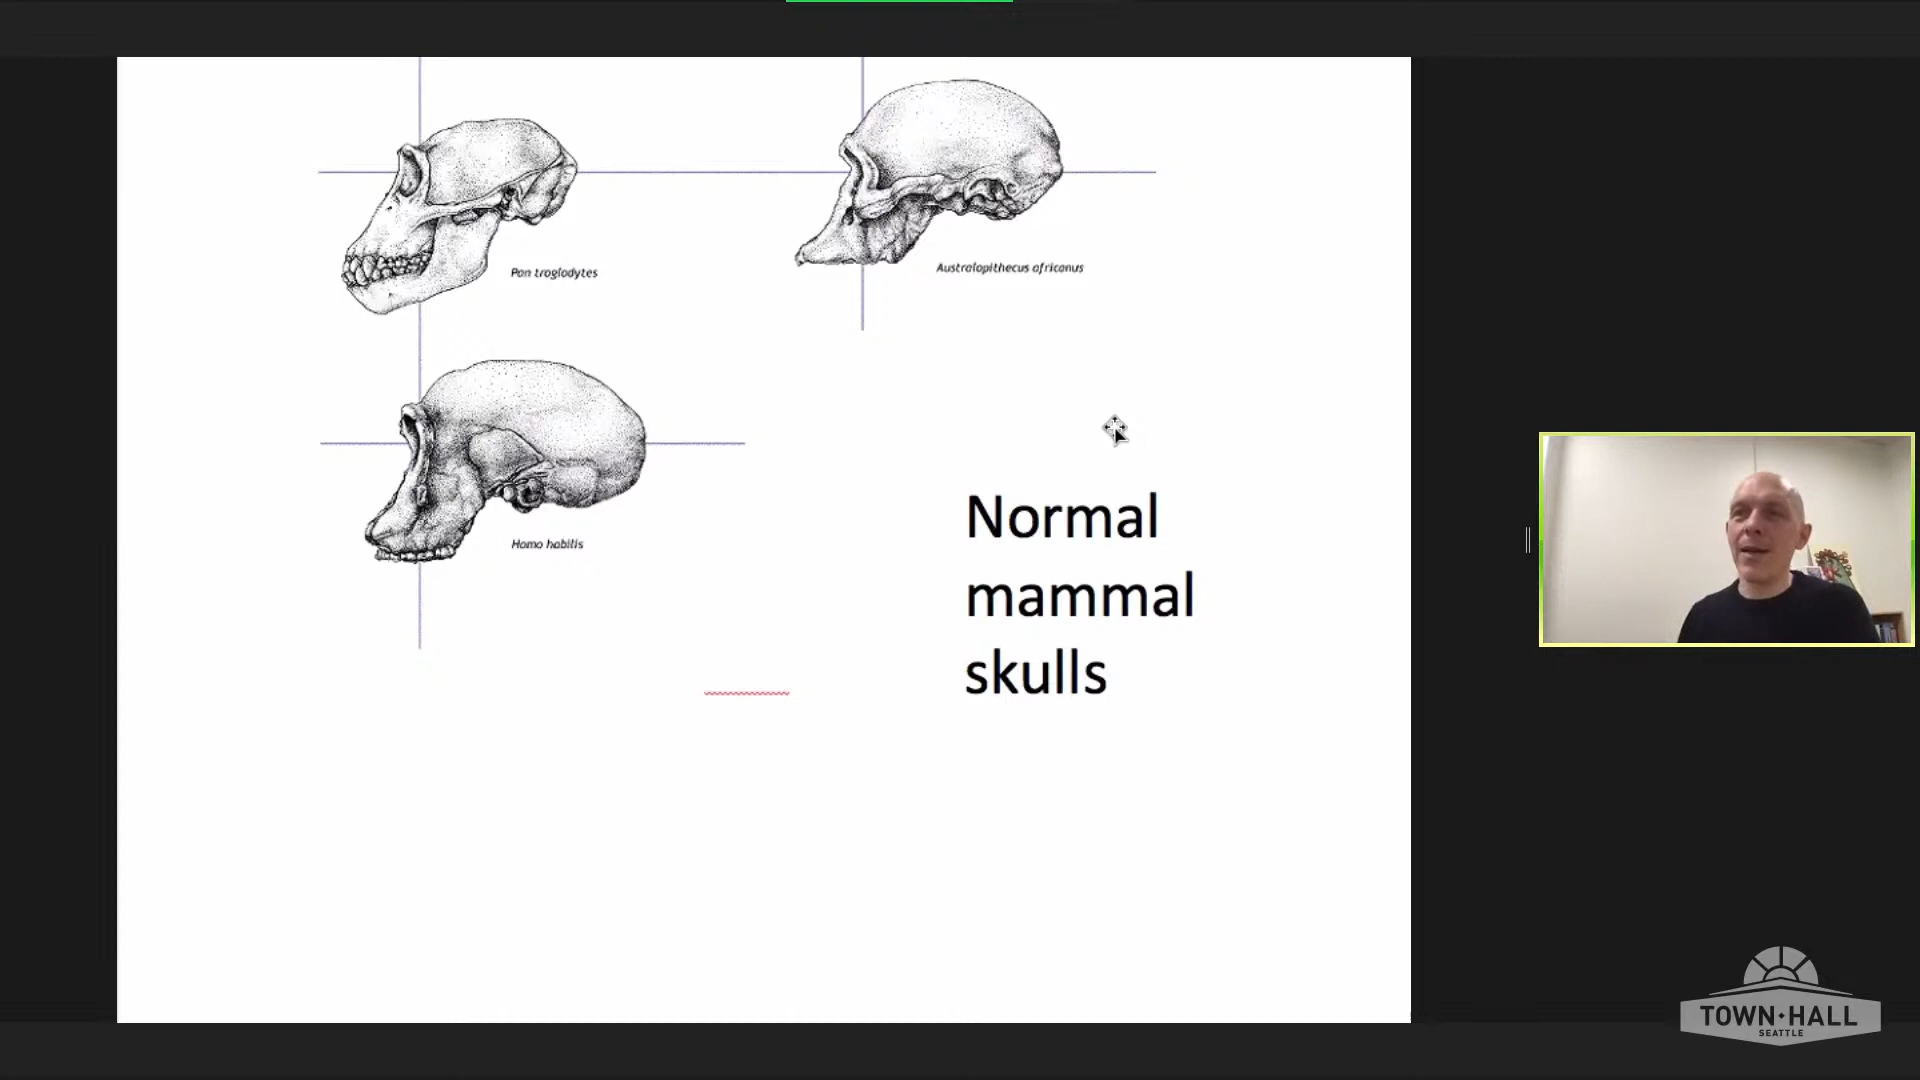 Pan troglodytes
Australopithecus africanus
Homo habilis
Normal
mammal
skulls
TOWN·HALL
SEATTLE